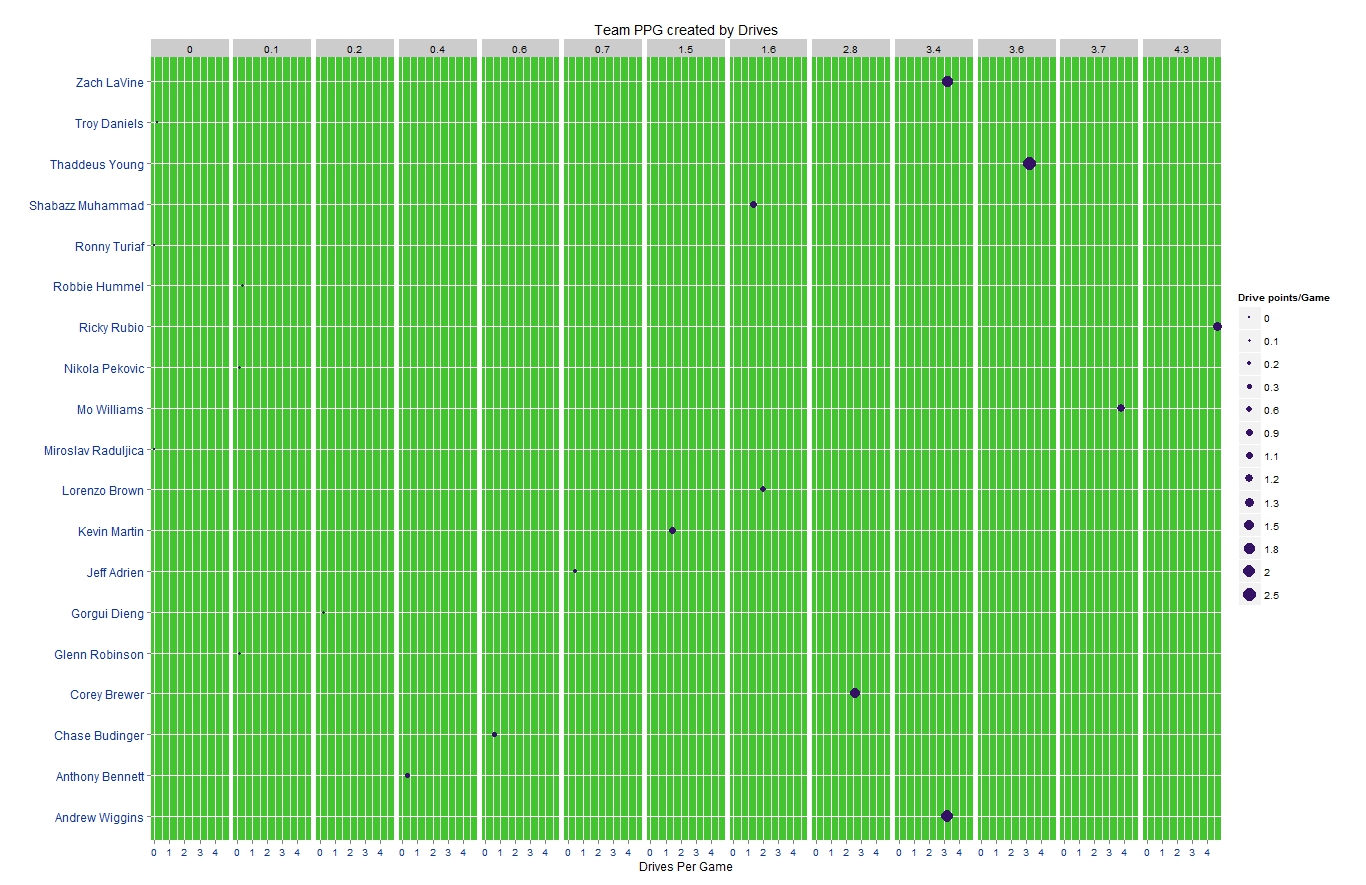 Team PPG created by Drives
0 0.1 0.2 0.4 0.6 0.7 1.5 1.6 2.8 3.4 3.6 3.7 4.3
Zach LaVine
Troy Daniels
Thaddeus Young
Shabazz Muhammad
Ronny Turiaf
Robbie Hummel
Ricky Rubio
Nikola Pekovic
Mo Williams
Miroslav Raduljica
Lorenzo Brown
Kevin Martin
Jeff Adrien
Gorgui Dieng
Glenn Robinson
Corey Brewer
Chase Budinger
Anthony Bennett
Andrew Wiggins
0 1 2 3 4 0 1 2 3 4 0 1 2 3 4 0 1 2 3 4 0 1 2 3 4 0 1 2 3 4 0 1 2 3 4 0 1 2 3 4 0 1 2 3 4 0 1 2 3 4 0 1 2 3 4 0 1 2 3 4 0 1 2 3 4
Drives Per Game
Drive points/Game
0
0.1
0.2
0.3
0.6
0.9
1.1
1.2
1.3
1.5
1.8
2
2.5